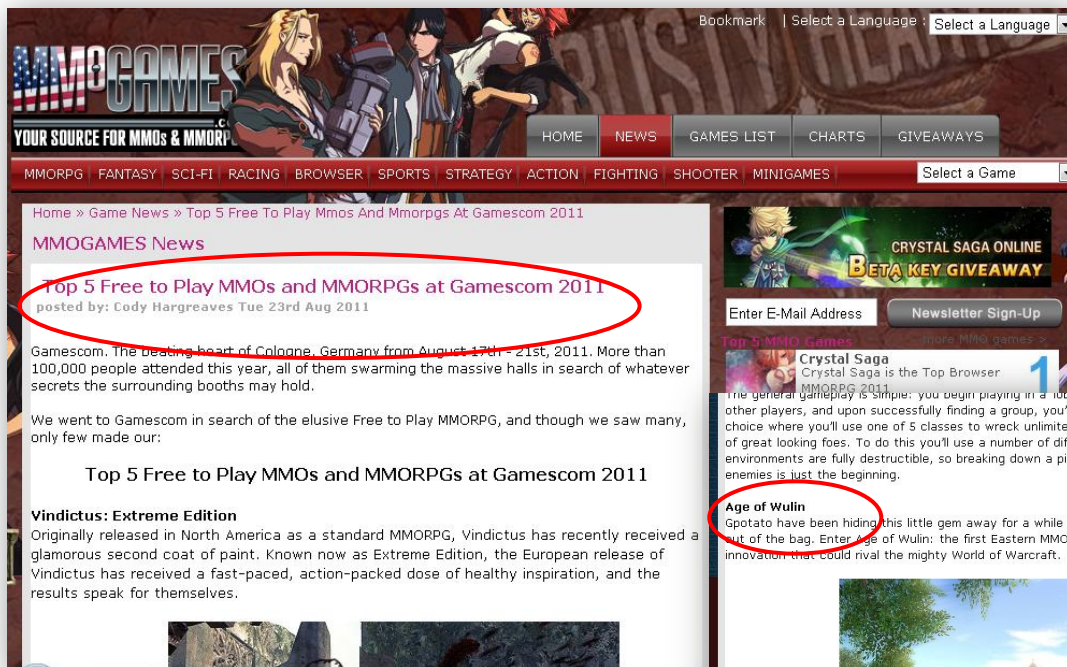 Bookmark | Select a Language : Select a Language
MMOGAMES
.c
YOUR SOURCE FOR MMOs & MMORP
HOME NEWS GAMES LIST CHARTS GIVEAWAYS
MMORPG FANTASY SCI-FI RACING BROWSER SPORTS STRATEGY ACTION FIGHTING SHOOTER MINIGAMES Select a Game
Home » Game News » Top 5 Free To Play Mmos And Mmorpgs At Gamescom 2011
MMOGAMES News
Top 5 Free to Play MMOs and MMORPGs at Gamescom 2011
posted by: Cody Hargreaves Tue 23rd Aug 2011
Gamescom. The beating heart of Cologne, Germany from August 17th - 21st, 2011. More than
100,000 people attended this year, all of them swarming the massive halls in search of whatever
secrets the surrounding booths may hold.
We went to Gamescom in search of the elusive Free to Play MMORPG, and though we saw many,
only few made our:
Top 5 Free to Play MMOs and MMORPGs at Gamescom 2011
Vindictus: Extreme Edition
Originally released in North America as a standard MMORPG, Vindictus has recently received a
glamorous second coat of paint. Known now as Extreme Edition, the European release of
Vindictus has received a fast-paced, action-packed dose of healthy inspiration, and the
results speak for themselves.
CRYSTAL SAGA ONLINE
BETA KEY GIVEAWAY
Enter E-Mail Address Newsletter Sign-Up
Top 5 MMO Games more MMO games >
Crystal Saga
Crystal Saga is the Top Browser
MMORPG 2011
1
The general gameplay is simple: you begin playing in a
other players, and upon successfully finding a group, you'
choice where you'll use one of 5 classes to wreck unlimite
of great looking foes. To do this you'll use a number of dif
environments are fully destructible, so breaking down a pi
enemies is just the beginning.
Age of Wulin
Gpotato have been hiding this little gem away for a while
out of the bag. Enter Age of Wulin: the first Eastern MMO
innovation that could rival the mighty World of Warcraft.